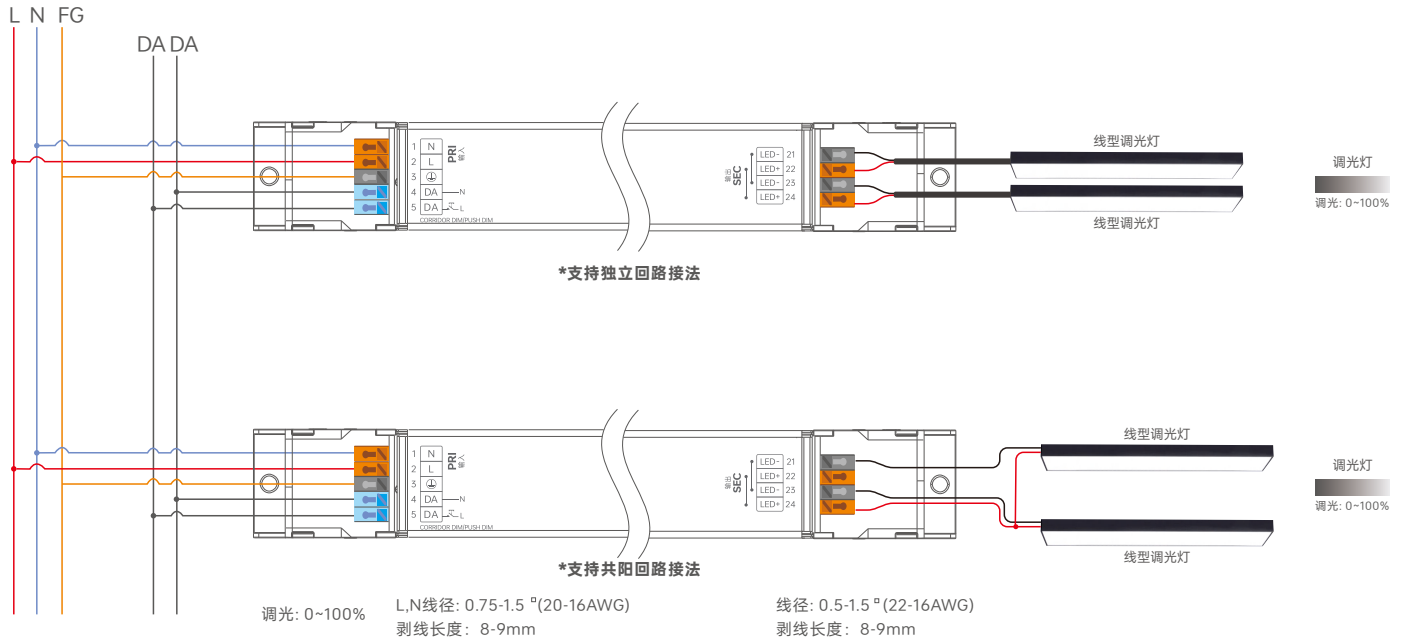 L N FG
DA DA
1 N
2 L
3
4 DA N
5 DA L
PRI
输入
CORRIDOR DIM/PUSH DIM
输出
SEC
LED- 21
LED+ 22
LED- 23
LED+ 24
线型调光灯
线型调光灯
调光灯
调光: 0~100%
*支持独立回路接法
1 N
2 L
3
4 DA N
5 DA L
PRI
输入
CORRIDOR DIM/PUSH DIM
输出
SEC
LED- 21
LED+ 22
LED- 23
LED+ 24
线型调光灯
线型调光灯
调光灯
调光: 0~100%
*支持共阳回路接法
调光: 0~100%
L,N线径: 0.75-1.5 ▫(20-16AWG)
剥线长度: 8-9mm
线径: 0.5-1.5 ▫(22-16AWG)
剥线长度: 8-9mm